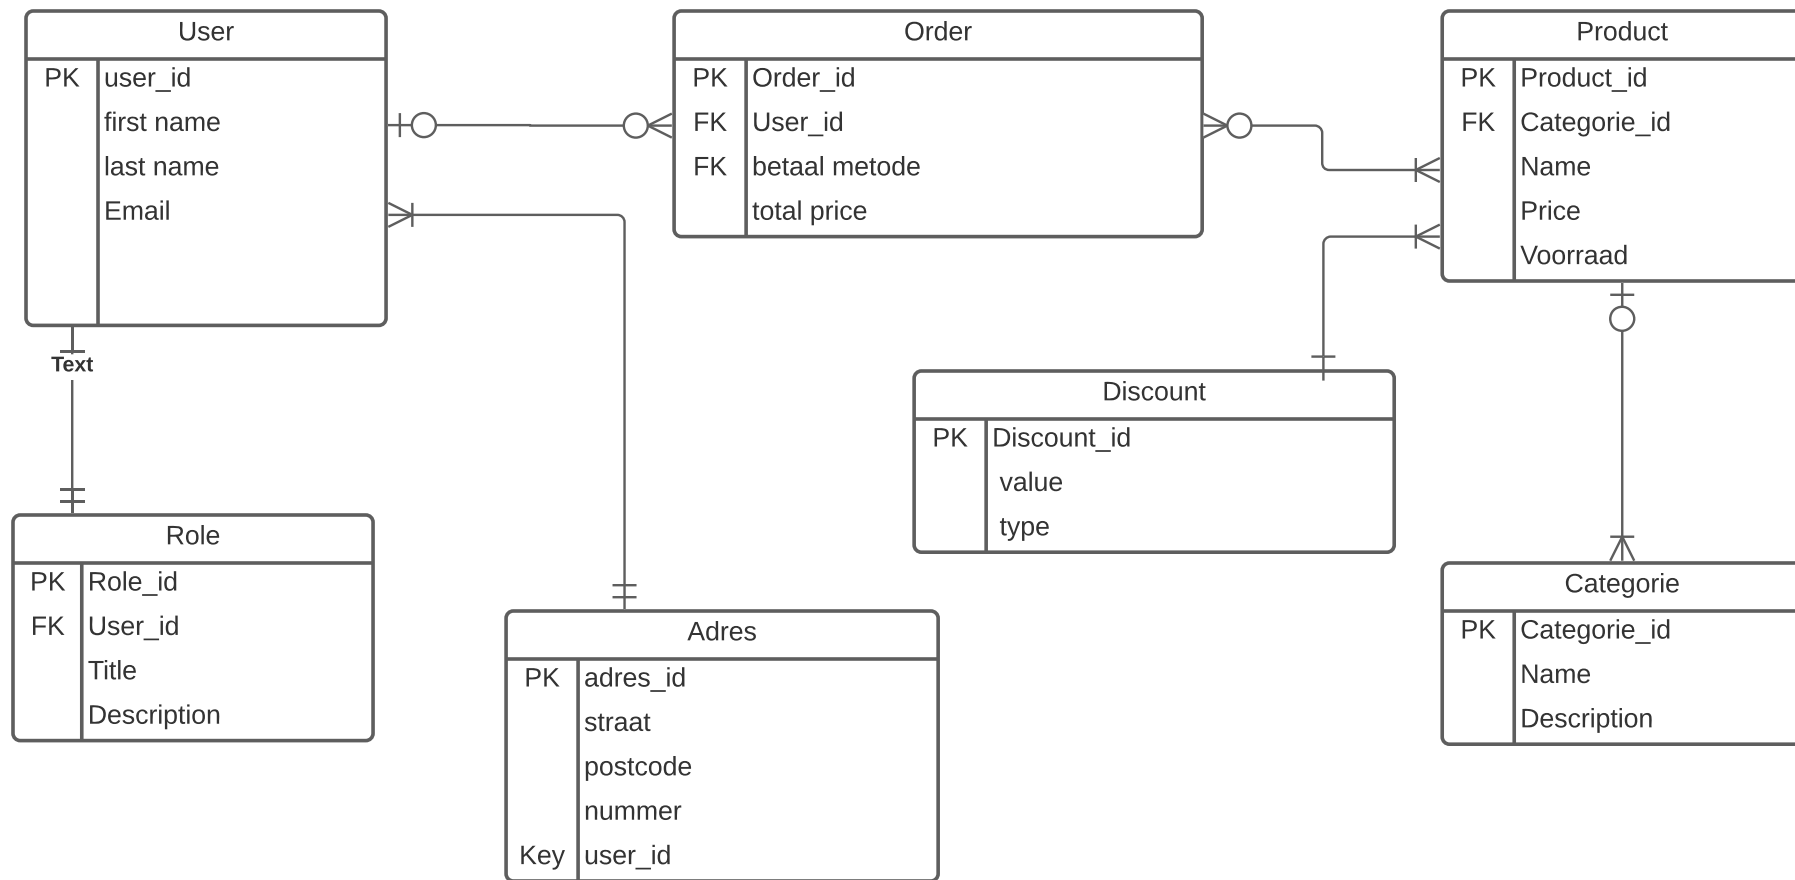 User
PK user_id
first name
last name
Email
Order
PK Order_id
FK User_id
FK betaal metode
total price
Product
PK Product_id
FK Categorie_id
Name
Price
Voorraad
Text
Discount
PK Discount_id
value
type
Role
PK Role_id
FK User_id
Title
Description
Adres
PK adres_id
straat
postcode
nummer
Key user_id
Categorie
PK Categorie_id
Name
Description